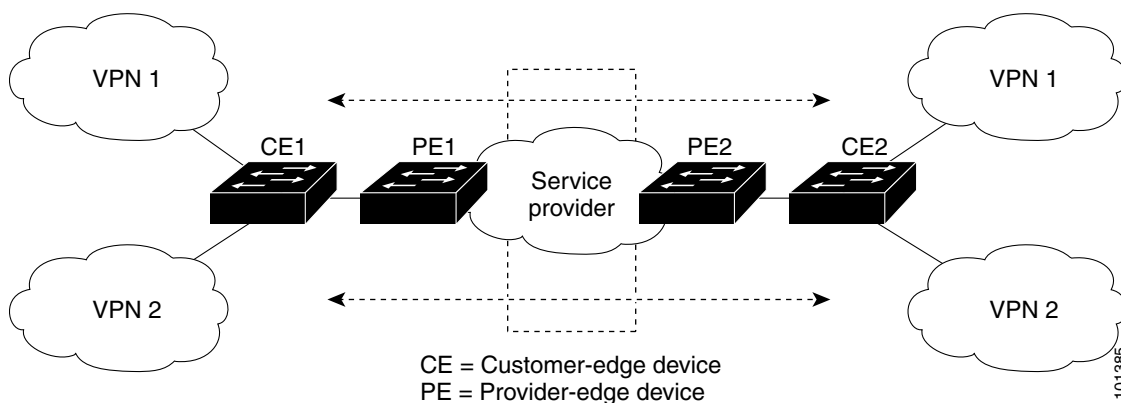 VPN 1
VPN 1
CE1
PE1
PE2
CE2
Service
provider
VPN 2
VPN 2
CE = Customer-edge device
PE = Provider-edge device
101385